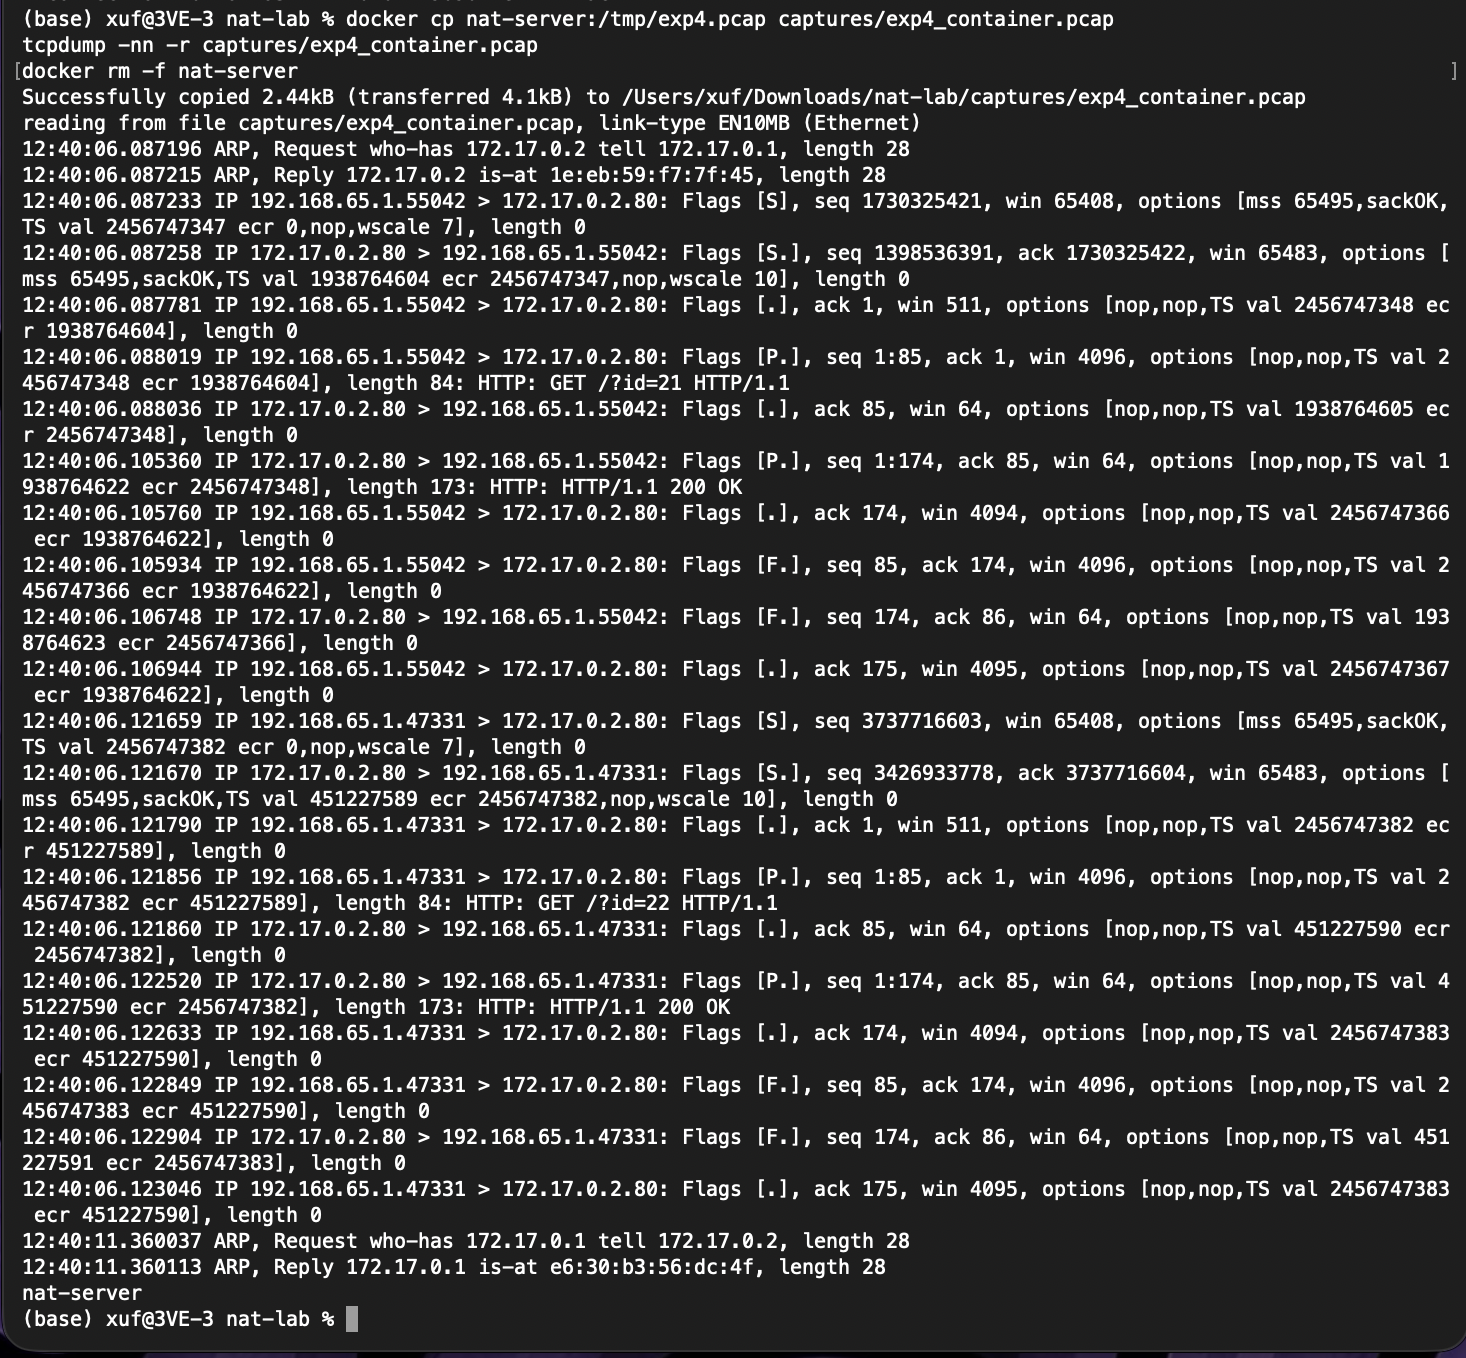 (base) xuf@3VE-3 nat-lab % docker cp nat-server:/tmp/exp4.pcap captures/exp4_container.pcap
tcpdump -nn -r captures/exp4_container.pcap
[docker rm -f nat-server ]
Successfully copied 2.44kB (transferred 4.1kB) to /Users/xuf/Downloads/nat-lab/captures/exp4_container.pcap
reading from file captures/exp4_container.pcap, link-type EN10MB (Ethernet)
12:40:06.087196 ARP, Request who-has 172.17.0.2 tell 172.17.0.1, length 28
12:40:06.087215 ARP, Reply 172.17.0.2 is-at 1e:eb:59:f7:7f:45, length 28
12:40:06.087233 IP 192.168.65.1.55042 > 172.17.0.2.80: Flags [S], seq 1730325421, win 65408, options [mss 65495,sackOK,
TS val 2456747347 ecr 0,nop,wscale 7], length 0
12:40:06.087258 IP 172.17.0.2.80 > 192.168.65.1.55042: Flags [S.], seq 1398536391, ack 1730325422, win 65483, options [
mss 65495,sackOK,TS val 1938764604 ecr 2456747347,nop,wscale 10], length 0
12:40:06.087781 IP 192.168.65.1.55042 > 172.17.0.2.80: Flags [.], ack 1, win 511, options [nop,nop,TS val 2456747348 ec
r 1938764604], length 0
12:40:06.088019 IP 192.168.65.1.55042 > 172.17.0.2.80: Flags [P.], seq 1:85, ack 1, win 4096, options [nop,nop,TS val 2
456747348 ecr 1938764604], length 84: HTTP: GET /?id=21 HTTP/1.1
12:40:06.088036 IP 172.17.0.2.80 > 192.168.65.1.55042: Flags [.], ack 85, win 64, options [nop,nop,TS val 1938764605 ec
r 2456747348], length 0
12:40:06.105360 IP 172.17.0.2.80 > 192.168.65.1.55042: Flags [P.], seq 1:174, ack 85, win 64, options [nop,nop,TS val 1
938764622 ecr 2456747348], length 173: HTTP: HTTP/1.1 200 OK
12:40:06.105760 IP 192.168.65.1.55042 > 172.17.0.2.80: Flags [.], ack 174, win 4094, options [nop,nop,TS val 2456747366
 ecr 1938764622], length 0
12:40:06.105934 IP 192.168.65.1.55042 > 172.17.0.2.80: Flags [F.], seq 85, ack 174, win 4096, options [nop,nop,TS val 2
456747366 ecr 1938764622], length 0
12:40:06.106748 IP 172.17.0.2.80 > 192.168.65.1.55042: Flags [F.], seq 174, ack 86, win 64, options [nop,nop,TS val 193
8764623 ecr 2456747366], length 0
12:40:06.106944 IP 192.168.65.1.55042 > 172.17.0.2.80: Flags [.], ack 175, win 4095, options [nop,nop,TS val 2456747367
 ecr 1938764622], length 0
12:40:06.121659 IP 192.168.65.1.47331 > 172.17.0.2.80: Flags [S], seq 3737716603, win 65408, options [mss 65495,sackOK,
TS val 2456747382 ecr 0,nop,wscale 7], length 0
12:40:06.121670 IP 172.17.0.2.80 > 192.168.65.1.47331: Flags [S.], seq 3426933778, ack 3737716604, win 65483, options [
mss 65495,sackOK,TS val 451227589 ecr 2456747382,nop,wscale 10], length 0
12:40:06.121790 IP 192.168.65.1.47331 > 172.17.0.2.80: Flags [.], ack 1, win 511, options [nop,nop,TS val 2456747382 ec
r 451227589], length 0
12:40:06.121856 IP 192.168.65.1.47331 > 172.17.0.2.80: Flags [P.], seq 1:85, ack 1, win 4096, options [nop,nop,TS val 2
456747382 ecr 451227589], length 84: HTTP: GET /?id=22 HTTP/1.1
12:40:06.121860 IP 172.17.0.2.80 > 192.168.65.1.47331: Flags [.], ack 85, win 64, options [nop,nop,TS val 451227590 ecr
 2456747382], length 0
12:40:06.122520 IP 172.17.0.2.80 > 192.168.65.1.47331: Flags [P.], seq 1:174, ack 85, win 64, options [nop,nop,TS val 4
51227590 ecr 2456747382], length 173: HTTP: HTTP/1.1 200 OK
12:40:06.122633 IP 192.168.65.1.47331 > 172.17.0.2.80: Flags [.], ack 174, win 4094, options [nop,nop,TS val 2456747383
 ecr 451227590], length 0
12:40:06.122849 IP 192.168.65.1.47331 > 172.17.0.2.80: Flags [F.], seq 85, ack 174, win 4096, options [nop,nop,TS val 2
456747383 ecr 451227590], length 0
12:40:06.122904 IP 172.17.0.2.80 > 192.168.65.1.47331: Flags [F.], seq 174, ack 86, win 64, options [nop,nop,TS val 451
227591 ecr 2456747383], length 0
12:40:06.123046 IP 192.168.65.1.47331 > 172.17.0.2.80: Flags [.], ack 175, win 4095, options [nop,nop,TS val 2456747383
 ecr 451227590], length 0
12:40:11.360037 ARP, Request who-has 172.17.0.1 tell 172.17.0.2, length 28
12:40:11.360113 ARP, Reply 172.17.0.1 is-at e6:30:b3:56:dc:4f, length 28
nat-server
(base) xuf@3VE-3 nat-lab %